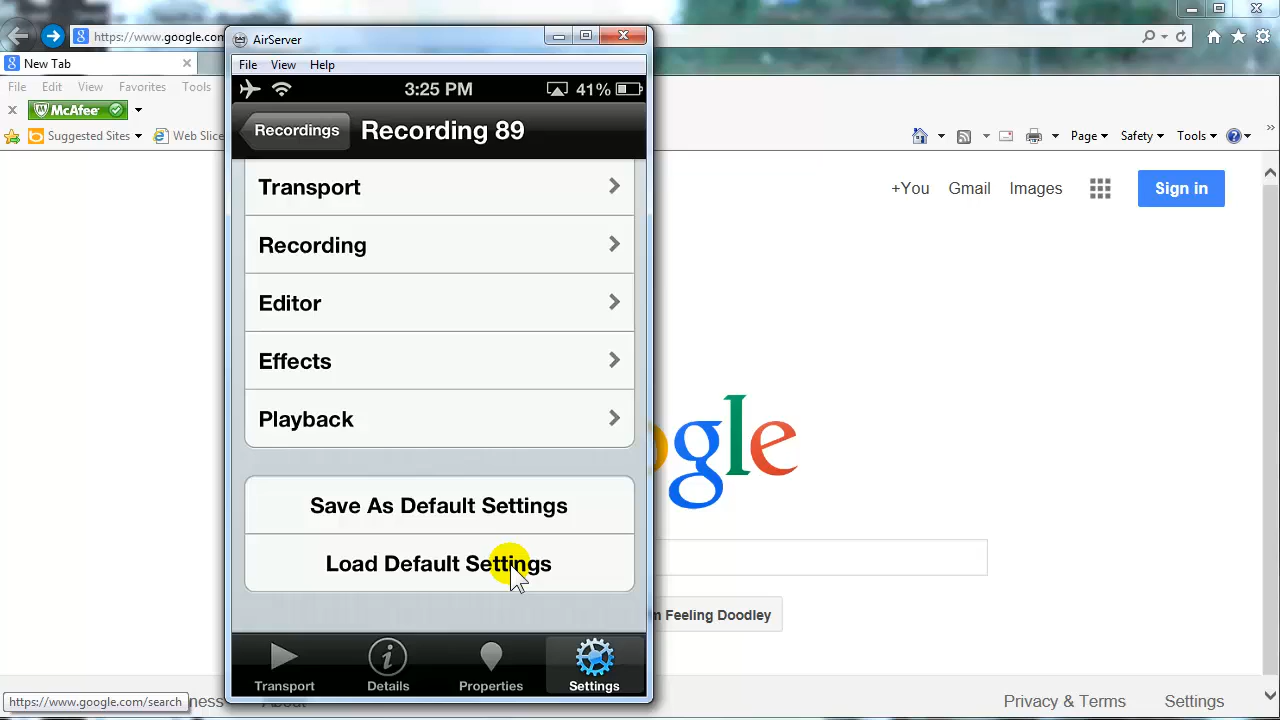 https://www.google.com
New Tab
File Edit View Favorites Tools
McAfee
Suggested Sites
Web Slice
Page
Safety
Tools
+You
Gmail
Images
Sign in
AirServer
File View Help
3:25 PM
41%
Recordings
Recording 89
Transport
Recording
Editor
Effects
Playback
Save As Default Settings
Load Default Settings
Transport
Details
Properties
Settings
ogle
Feeling Doodley
https://www.google.com/search
Privacy & Terms
Settings